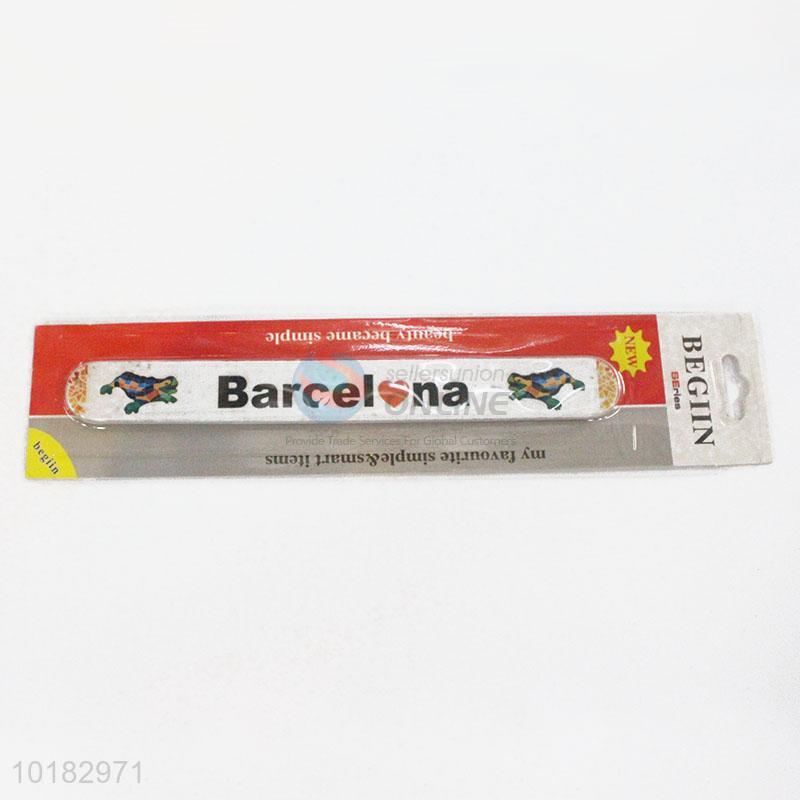 beauty became simple
NEW
BEGIIN
SEries
Barcelona
sellersunion
ONLINE
Provide Trade Services For Global Customers
my favourite simple&smart items
begiin
10182971